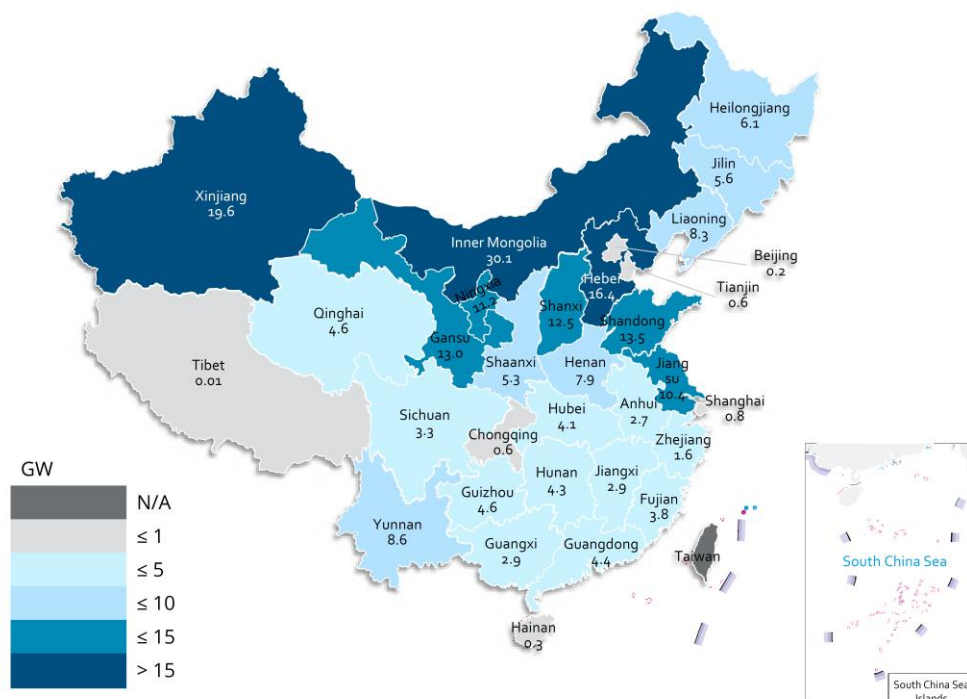 Heilongjiang
6.1
Jilin
5.6
Xinjiang
19.6
Liaoning
8.3
Inner Mongolia
30.1
Beijing
0.2
Hebei
16.4
Tianjin
0.6
Ningxia
11.2
Shanxi
12.5
Qinghai
4.6
Shandong
13.5
Gansu
13.0
Shaanxi
5.3
Henan
7.9
Jiang
su
10.4
Tibet
0.01
Shanghai
0.8
Hubei
4.1
Anhui
2.7
Sichuan
3.3
Chongqing
0.6
Zhejiang
1.6
Hunan
4.3
Jiangxi
2.9
Guizhou
4.6
Fujian
3.8
Yunnan
8.6
Guangxi
2.9
Guangdong
4.4
Taiwan
Hainan
0.3
GW
N/A
≤ 1
≤ 5
≤ 10
≤ 15
> 15
South China Sea
South China Sea
Islands